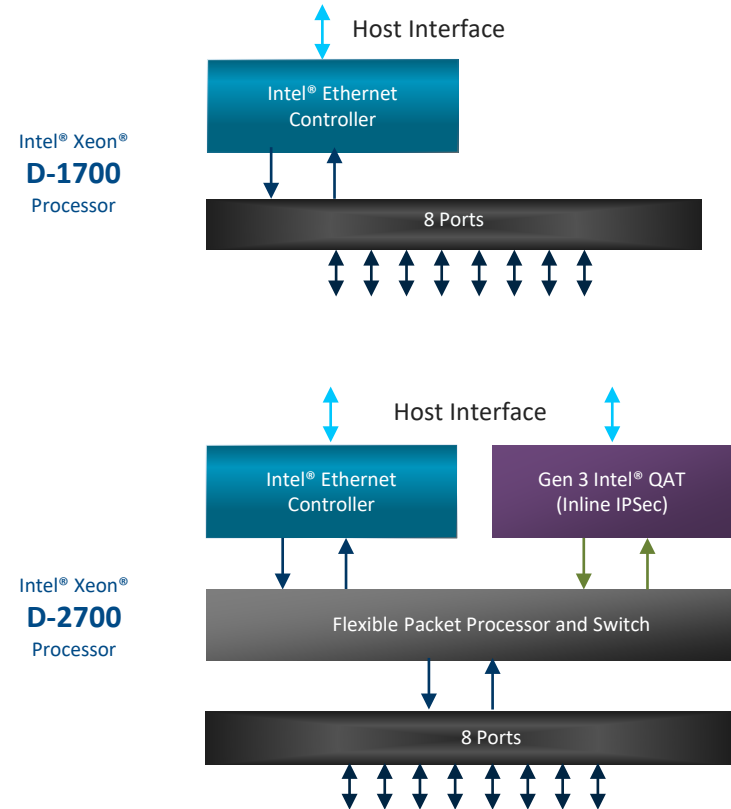 Host Interface
Intel® Ethernet
Controller
Intel® Xeon®
D-1700
Processor
8 Ports
Host Interface
Intel® Ethernet
Controller
Gen 3 Intel® QAT
(Inline IPSec)
Intel® Xeon®
D-2700
Processor
Flexible Packet Processor and Switch
8 Ports